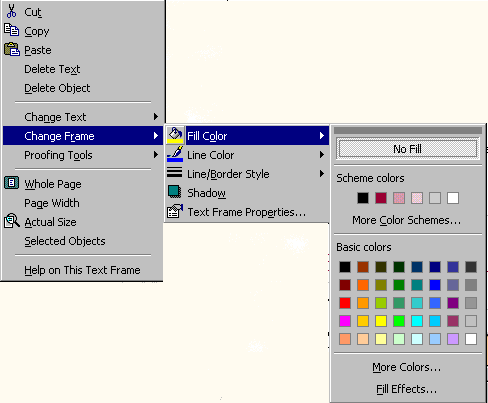 Cut
Copy
Paste
Delete Text
Delete Object
Change Text
Change Frame
Proofing Tools
Whole Page
Page Width
Actual Size
Selected Objects
Help on This Text Frame
Fill Color
Line Color
Line/Border Style
Shadow
Text Frame Properties...
No Fill
Scheme colors
More Color Schemes...
Basic colors
More Colors...
Fill Effects...